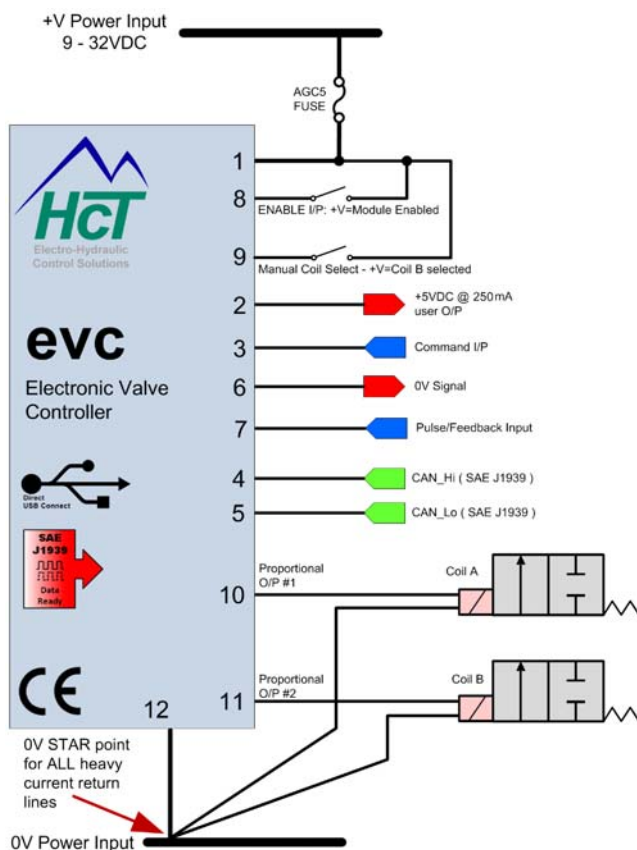 +V Power Input
9 - 32VDC
AGC5
FUSE
HCT
Electro-Hydraulic
Control Solutions
evc
Electronic Valve
Controller
Direct
USB Connect
SAE
J1939
Data
Ready
CE
1
8
ENABLE I/P: +V=Module Enabled
9
Manual Coil Select - +V=Coil B selected
2
+5VDC @ 250mA
user O/P
3
Command I/P
6
0V Signal
7
Pulse/Feedback Input
4
CAN_Hi ( SAE J1939 )
5
CAN_Lo ( SAE J1939 )
10
Proportional
O/P #1
Coil A
11
Proportional
O/P #2
Coil B
12
0V STAR point
for ALL heavy
current return
lines
0V Power Input